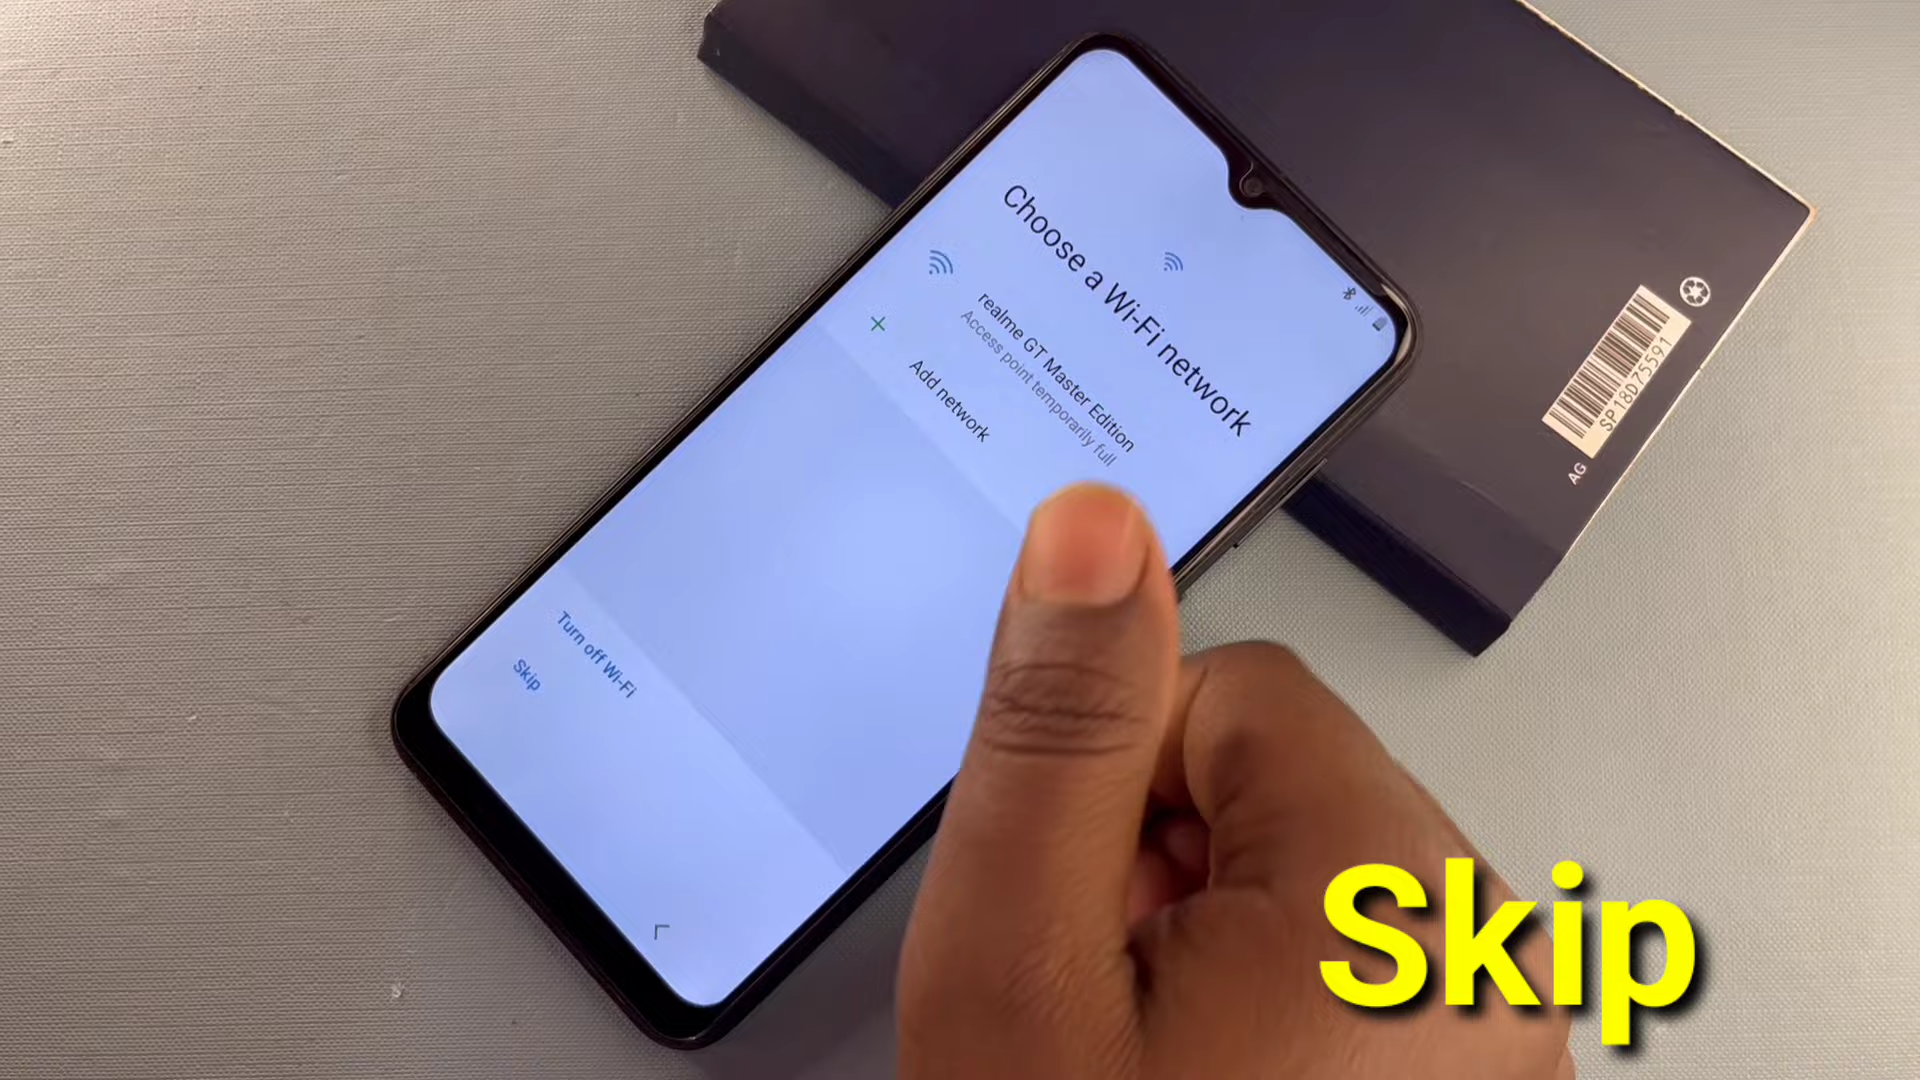 Choose a Wi-Fi network
realme GT Master Edition
Access point temporarily full
Add network
Turn off Wi-Fi
Skip
SP18D75591
AG
Skip